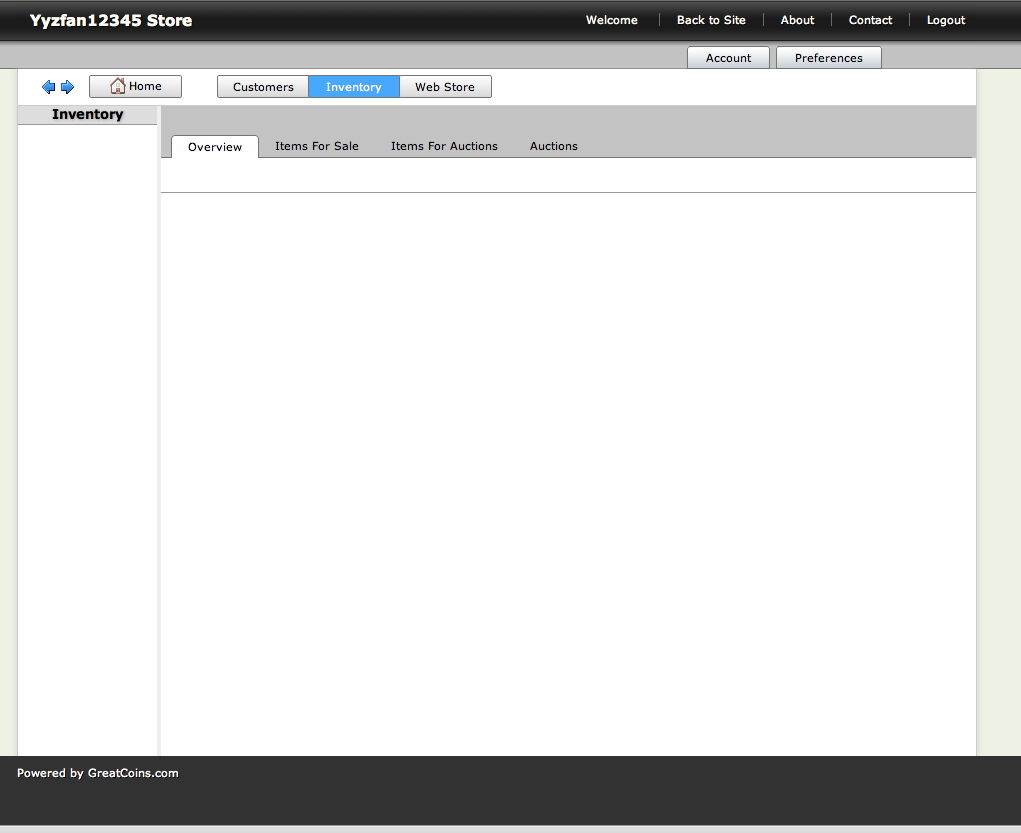 Yyzfan12345 Store Welcome Back to Site About Contact Logout
Account Preferences
Home Customers Inventory Web Store
Inventory
Overview Items For Sale Items For Auctions Auctions
Powered by GreatCoins.com